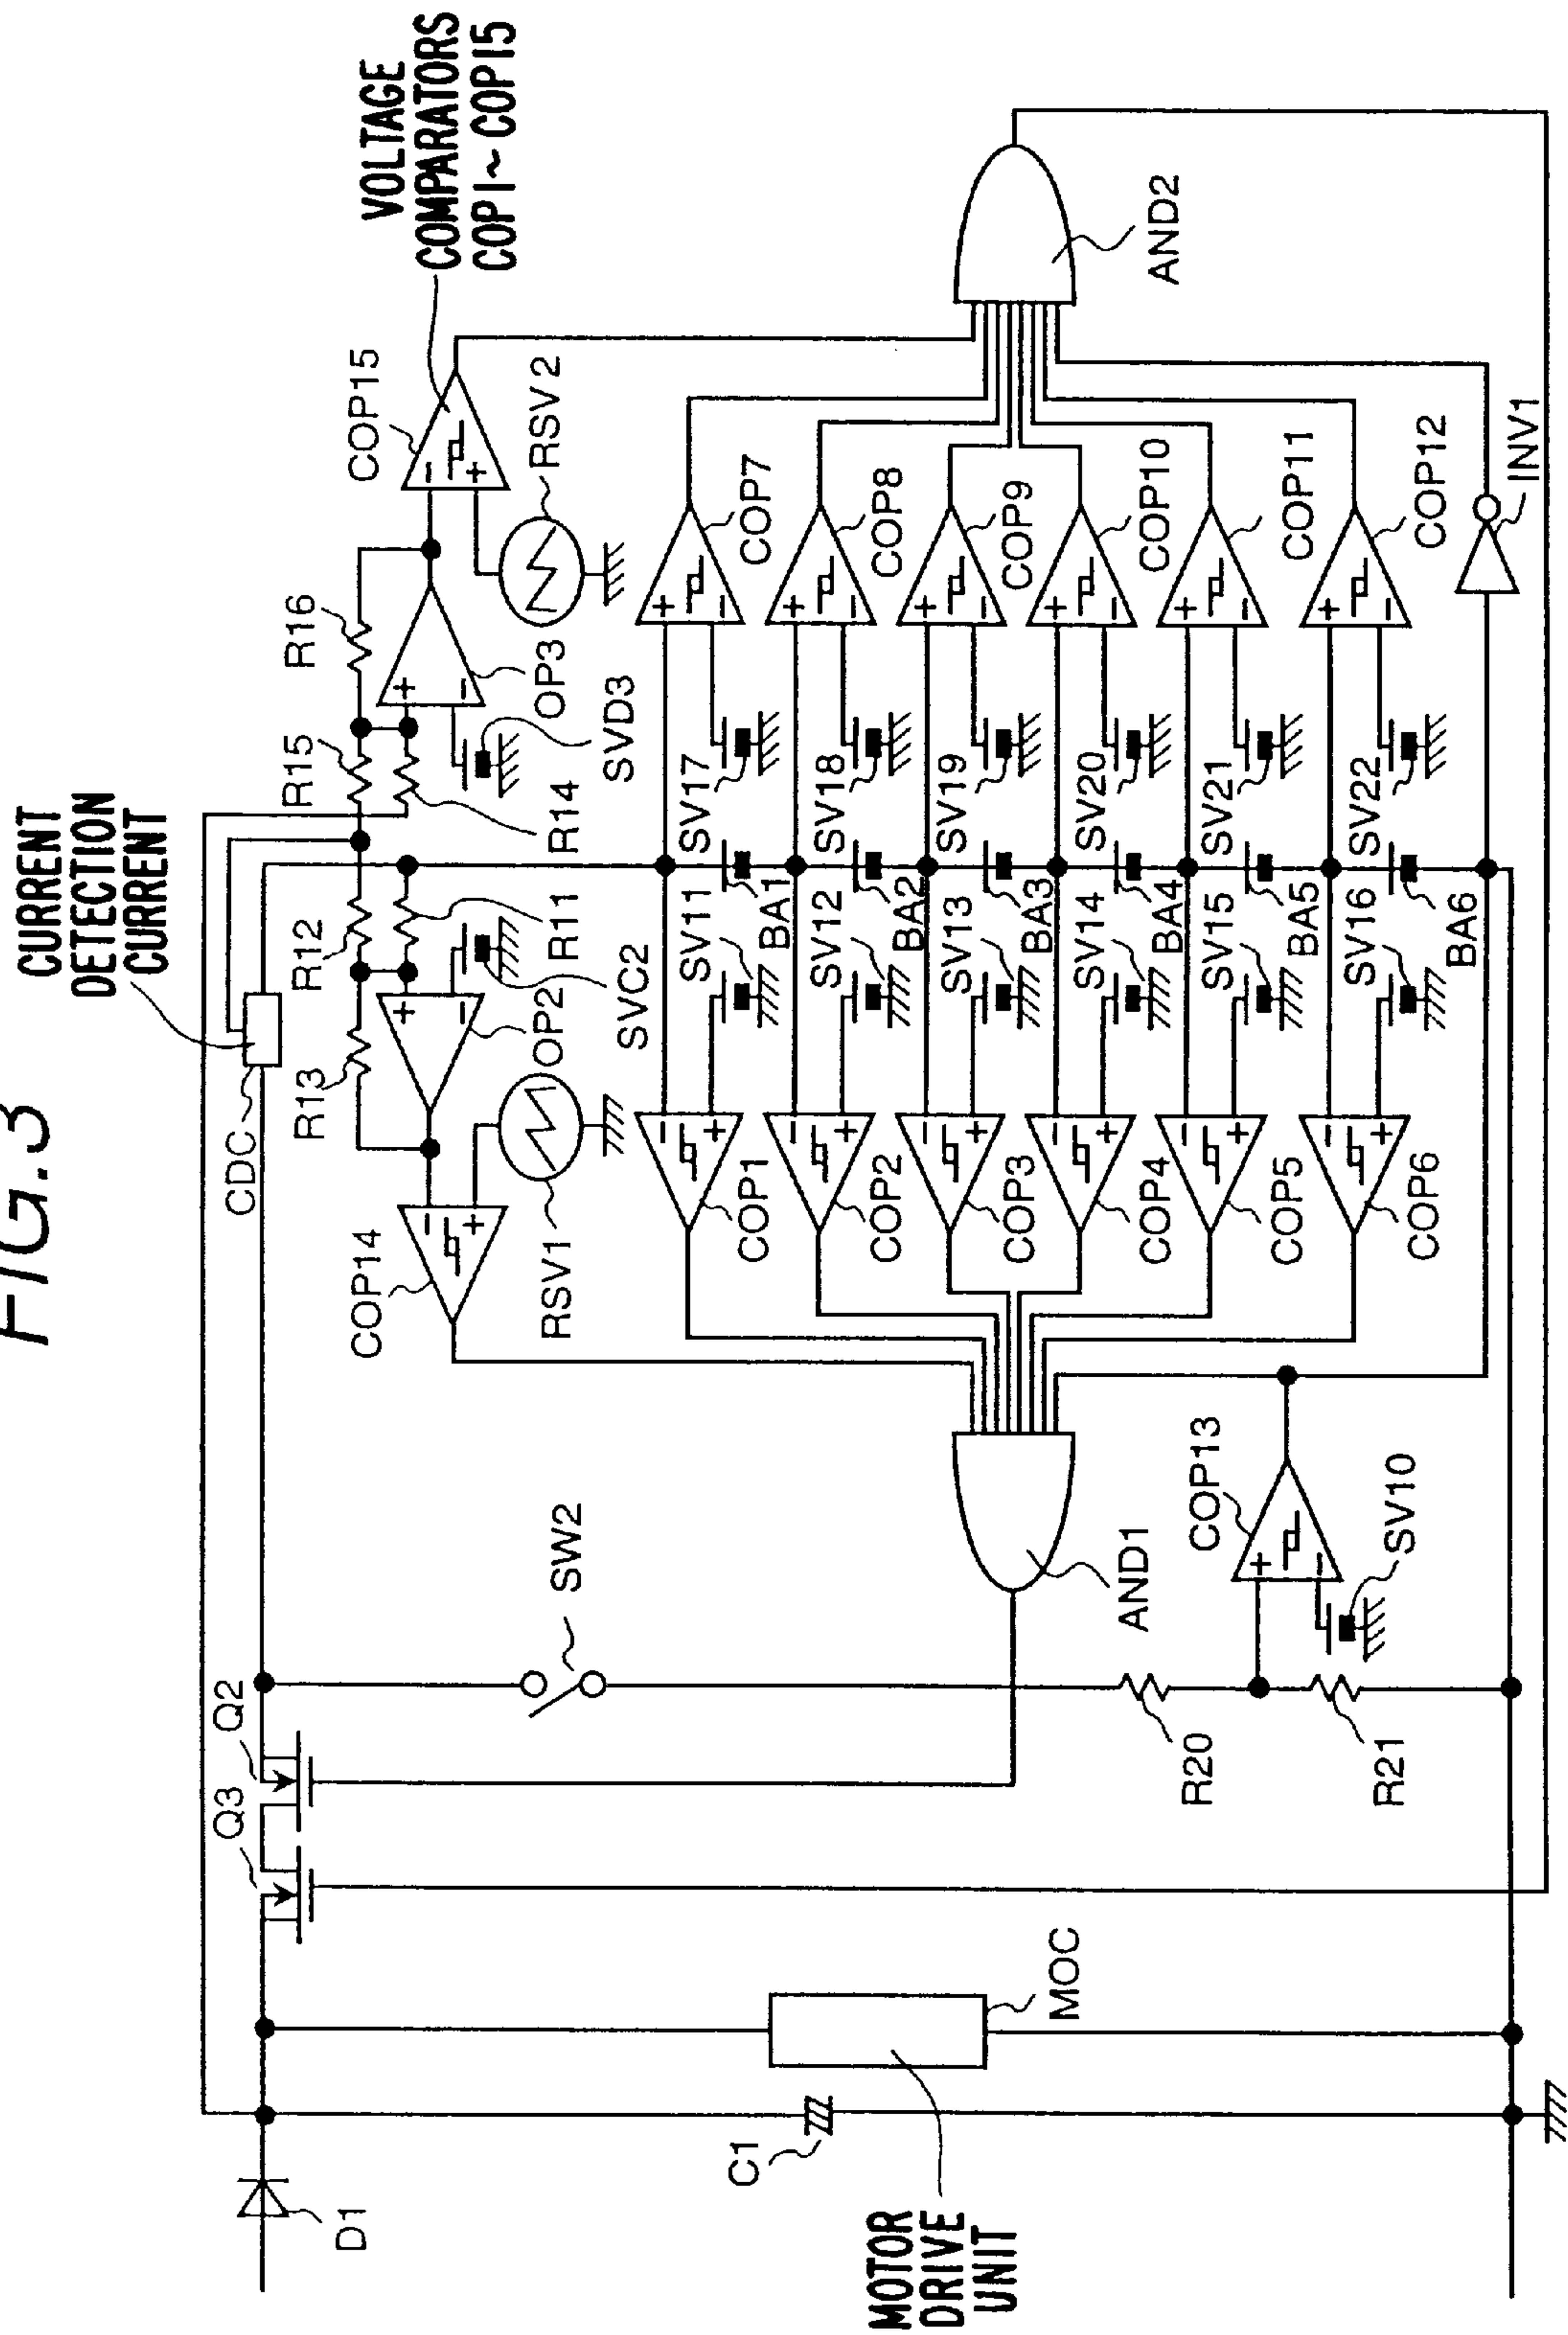 FIG.3
CURRENT
DETECTION
CURRENT
VOLTAGE
COMPARATORS
COP1~COP15
CDC
R12
R13
R11
R15
R16
R14
OP2
OP3
SVC2
SVD3
COP14
COP15
RSV1
RSV2
D1
Q3
Q2
SW2
C1
MOC
MOTOR
DRIVE
UNIT
R20
R21
AND1
AND2
COP13
SV10
COP1
COP2
COP3
COP4
COP5
COP6
SV11
SV12
SV13
SV14
SV15
SV16
BA1
BA2
BA3
BA4
BA5
BA6
SV17
SV18
SV19
SV20
SV21
SV22
COP7
COP8
COP9
COP10
COP11
COP12
INV1
+
−